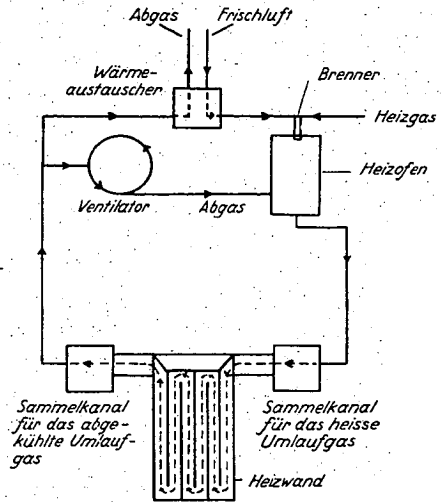 Abgas
Frischluft
Wärme-
austauscher
Brenner
Heizgas
Heizofen
Ventilator
Abgas
Sammelkanal
für das abge-
kühlte Umlauf-
gas
Sammelkanal
für das heisse
Umlaufgas
Heizwand